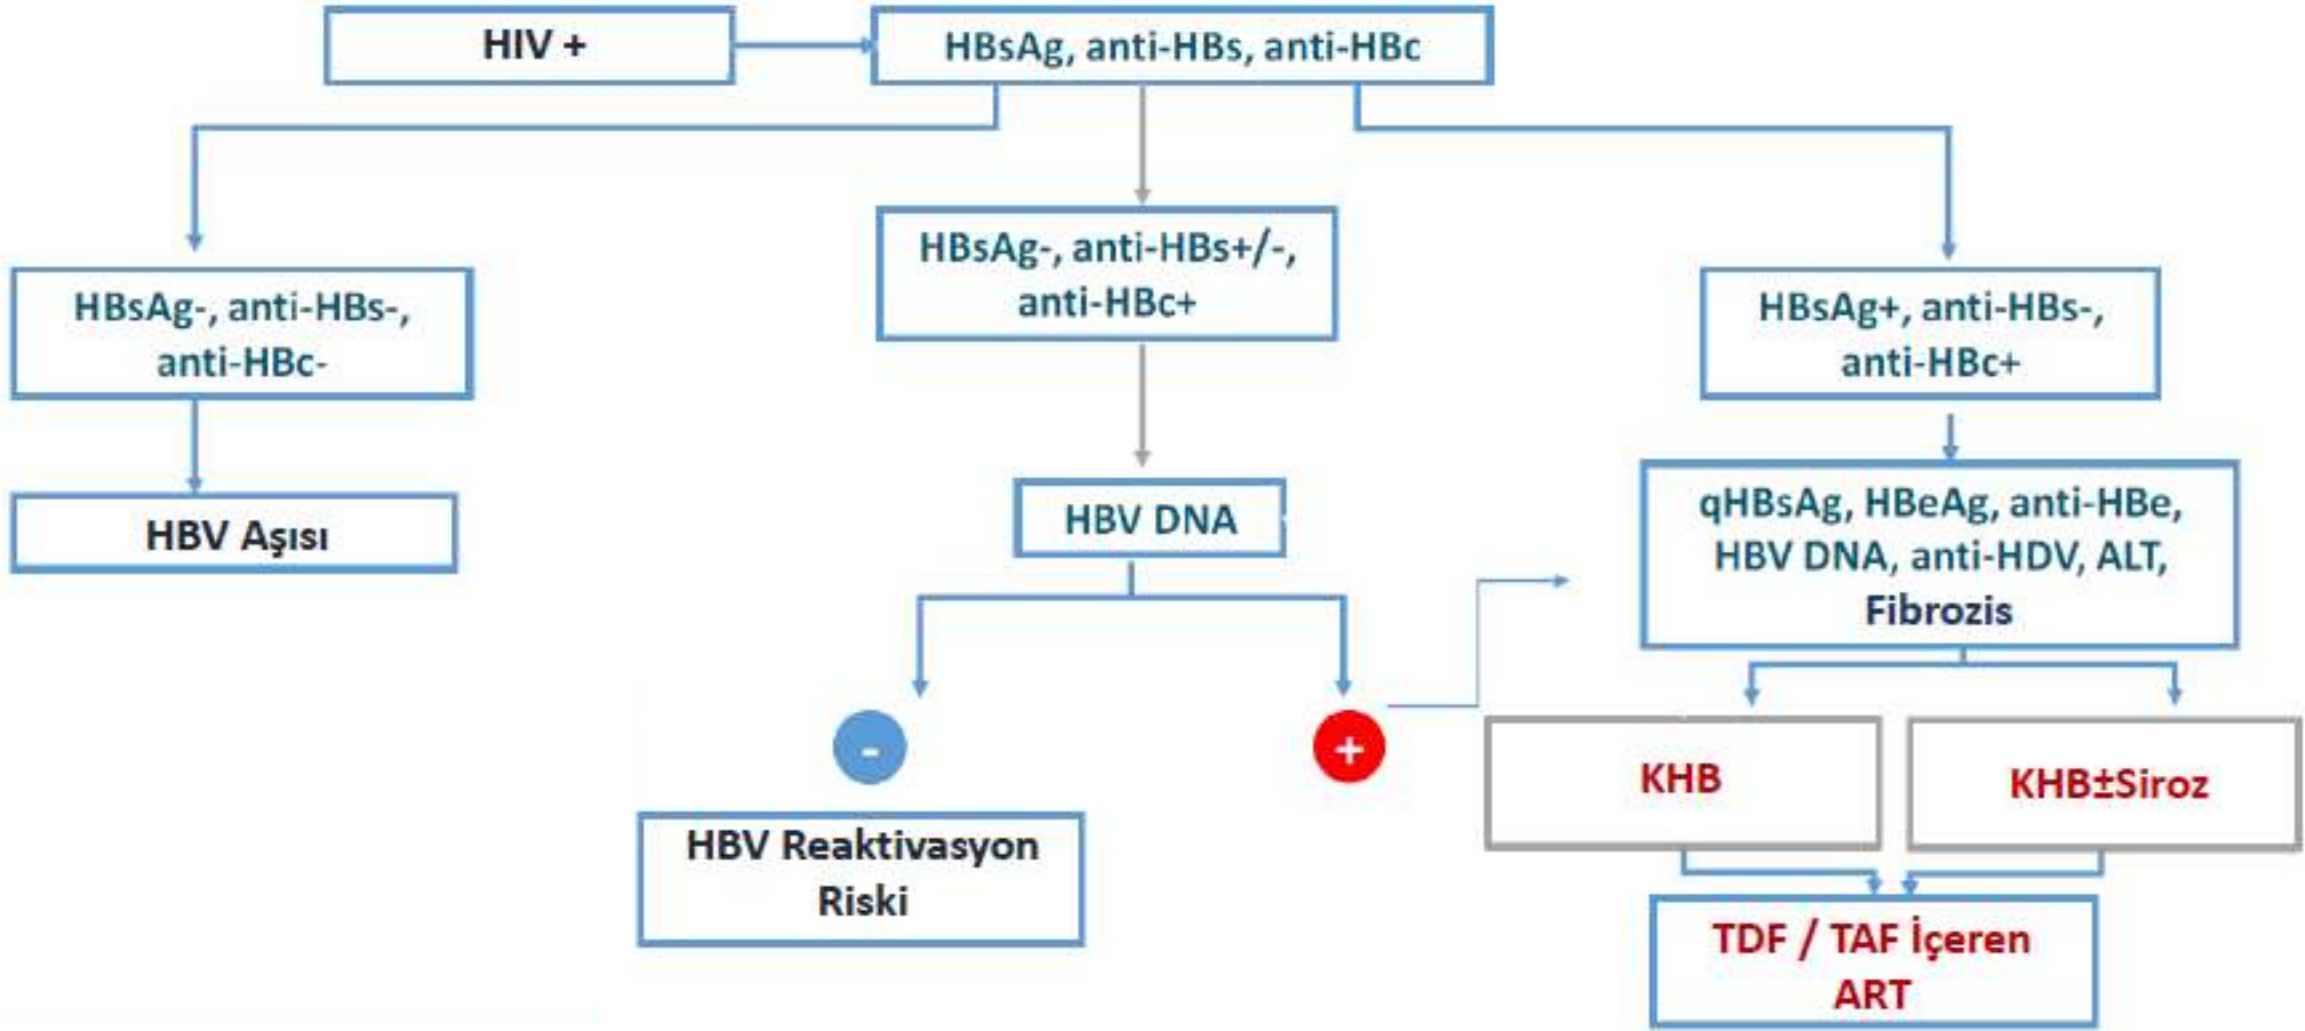 HIV +
HBsAg, anti-HBs, anti-HBc
HBsAg-, anti-HBs-,
anti-HBc-
HBV Aşısı
HBsAg-, anti-HBs+/-,
anti-HBc+
HBV DNA
-
+
HBV Reaktivasyon
Riski
HBsAg+, anti-HBs-,
anti-HBc+
qHBsAg, HBeAg, anti-HBe,
HBV DNA, anti-HDV, ALT,
Fibrozis
KHB
KHB±Siroz
TDF / TAF İçeren
ART